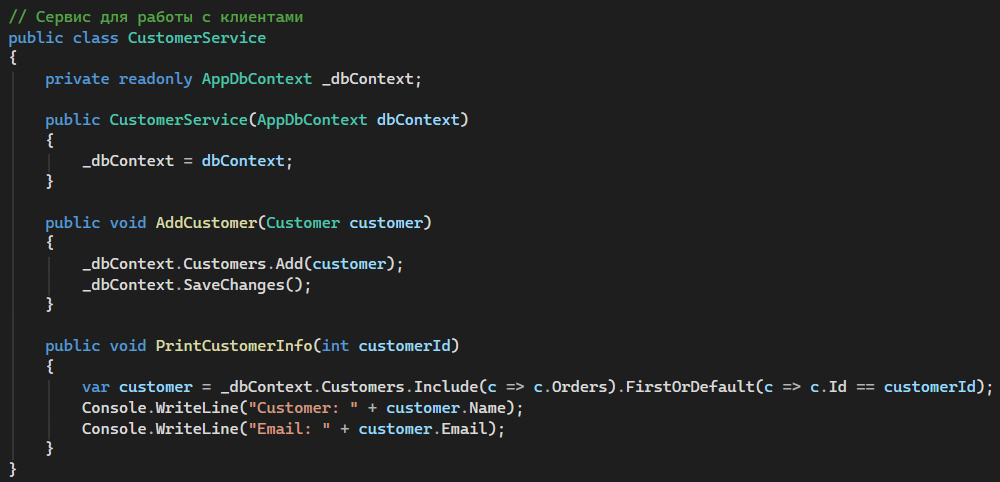 // Сервис для работы с клиентами
public class CustomerService
{
    private readonly AppDbContext _dbContext;

    public CustomerService(AppDbContext dbContext)
    {
        _dbContext = dbContext;
    }

    public void AddCustomer(Customer customer)
    {
        _dbContext.Customers.Add(customer);
        _dbContext.SaveChanges();
    }

    public void PrintCustomerInfo(int customerId)
    {
        var customer = _dbContext.Customers.Include(c => c.Orders).FirstOrDefault(c => c.Id == customerId);
        Console.WriteLine("Customer: " + customer.Name);
        Console.WriteLine("Email: " + customer.Email);
    }
}